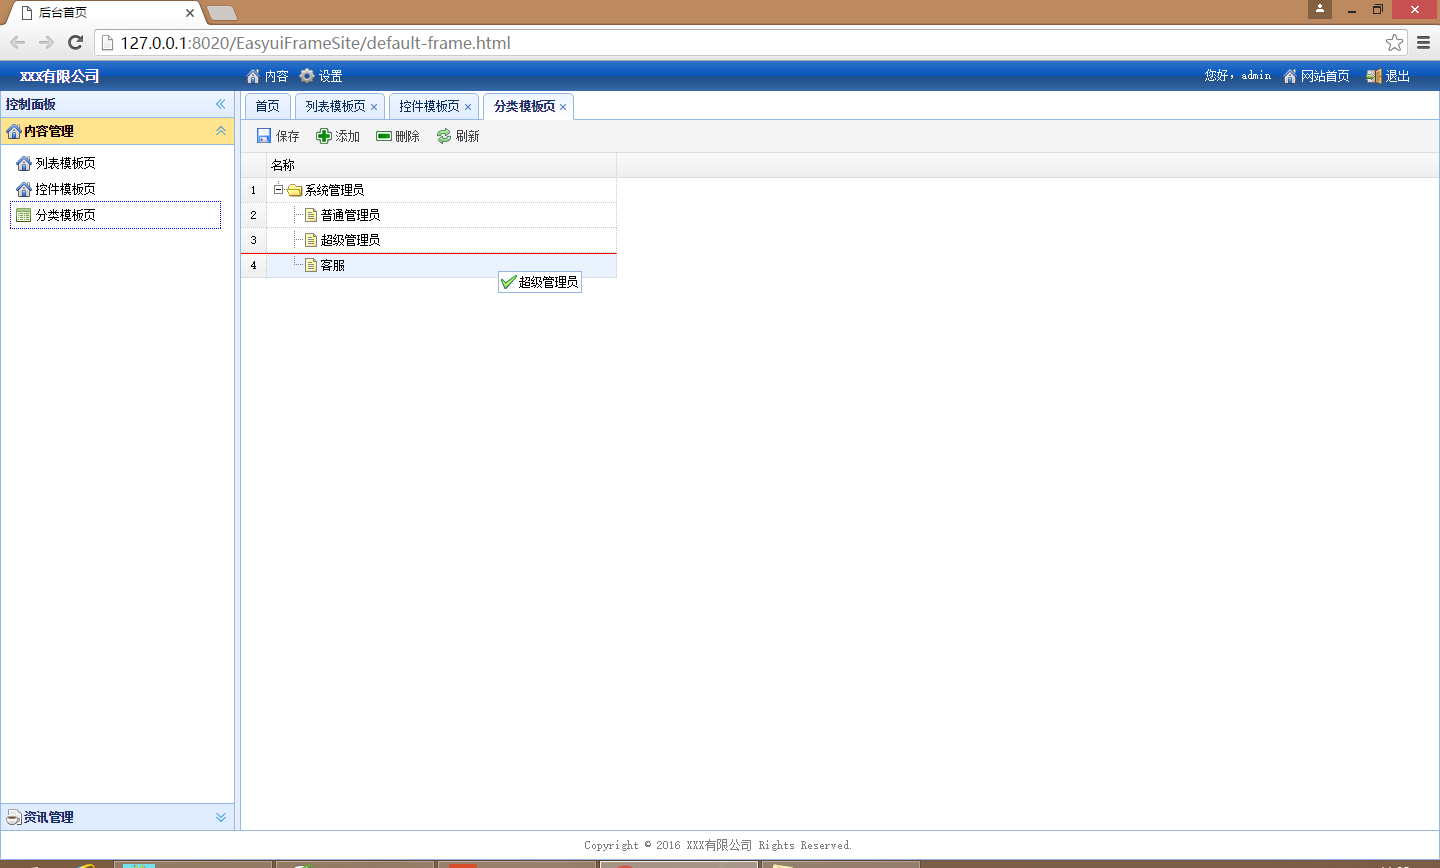 后台首页
127.0.0.1:8020/EasyuiFrameSite/default-frame.html
XXX有限公司
内容
设置
您好，admin
网站首页
退出
控制面板
内容管理
列表模板页
控件模板页
分类模板页
资讯管理
首页
列表模板页
控件模板页
分类模板页
保存
添加
删除
刷新
名称
1 系统管理员
2 普通管理员
3 超级管理员
4 客服
超级管理员
Copyright © 2016 XXX有限公司 Rights Reserved.